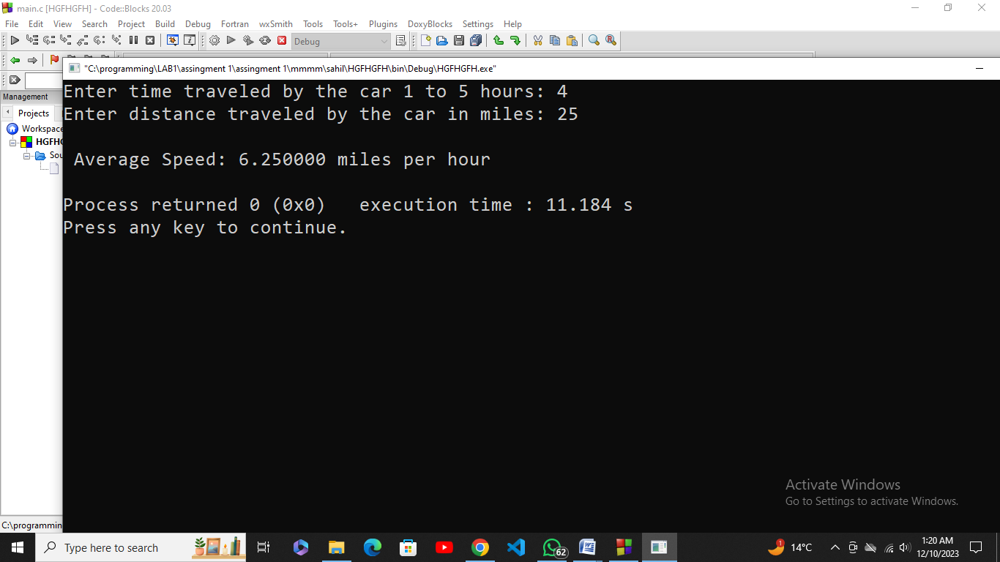 main.c [HGFHGFH] - Code::Blocks 20.03
File Edit View Search Project Build Debug Fortran wxSmith Tools Tools+ Plugins DoxyBlocks Settings Help
Debug
"C:\programming\LAB1\assingment 1\assingment 1\mmmm\sahil\HGFHGFH\bin\Debug\HGFHGFH.exe"
Management
Projects
Workspace
HGFHG
Sou
Enter time traveled by the car 1 to 5 hours: 4
Enter distance traveled by the car in miles: 25
Average Speed: 6.250000 miles per hour
Process returned 0 (0x0)   execution time : 11.184 s
Press any key to continue.
Activate Windows
Go to Settings to activate Windows.
C:\programmin
Type here to search
62
1
14°C
1:20 AM
12/10/2023